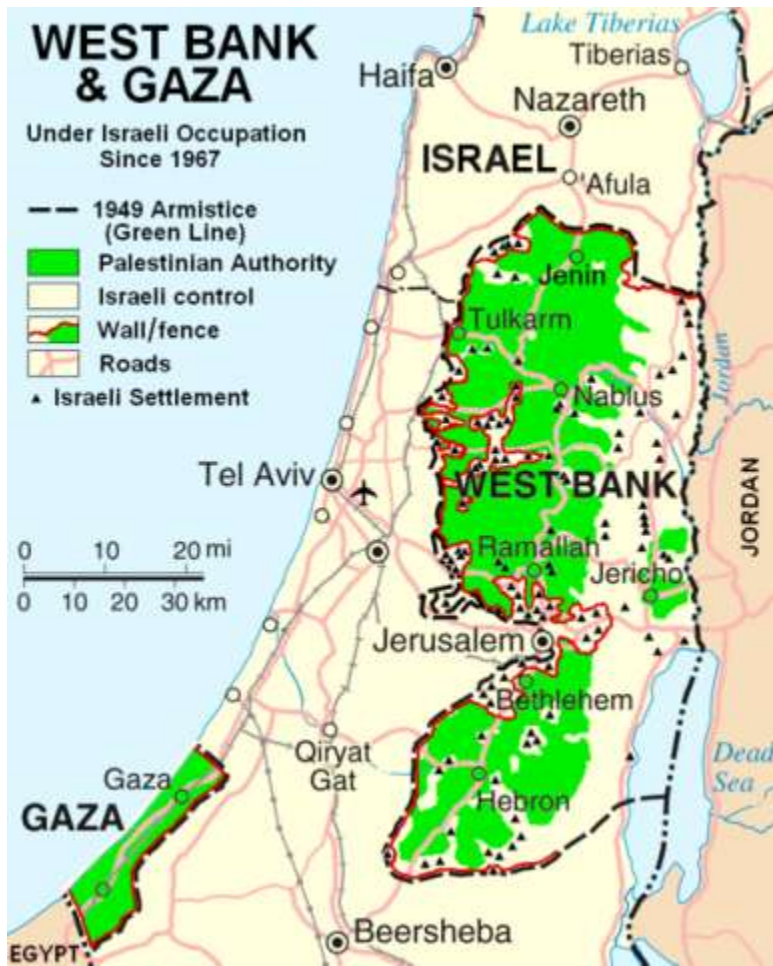 WEST BANK
& GAZA
Under Israeli Occupation
Since 1967
1949 Armistice
(Green Line)
Palestinian Authority
Israeli control
Wall/fence
Roads
Israeli Settlement
Lake Tiberias
Tiberias
Haifa
Nazareth
ISRAEL
'Afula
Jenin
Tulkarm
Nablus
Jordan
Tel Aviv
WEST BANK
JORDAN
0 10 20 mi
0 10 20 30 km
Ramallah
Jericho
Jerusalem
Bethlehem
Qiryat
Gat
Dead
Sea
Gaza
Hebron
GAZA
Beersheba
EGYPT